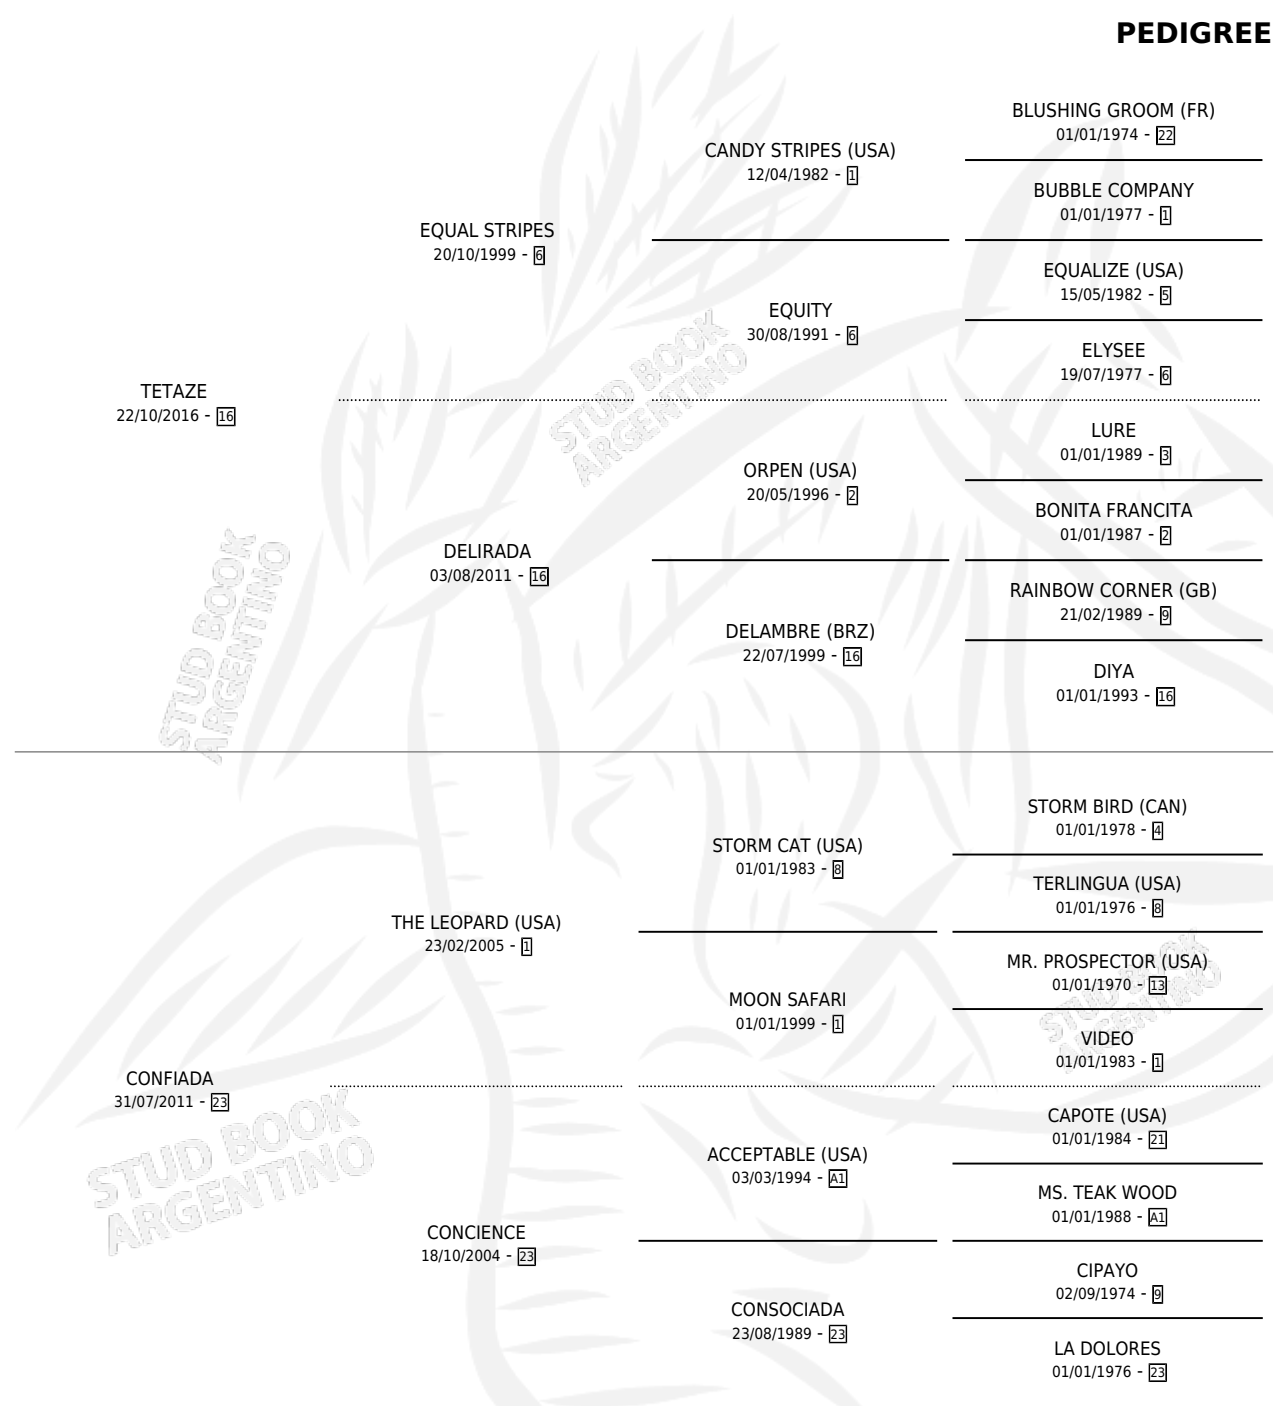 PEDIGREE
BLUSHING GROOM (FR)
01/01/1974 - 22
CANDY STRIPES (USA)
12/04/1982 - 1
BUBBLE COMPANY
01/01/1977 - 1
EQUAL STRIPES
20/10/1999 - 6
EQUALIZE (USA)
15/05/1982 - 5
EQUITY
30/08/1991 - 6
ELYSEE
19/07/1977 - 6
TETAZE
22/10/2016 - 16
LURE
01/01/1989 - 3
ORPEN (USA)
20/05/1996 - 2
BONITA FRANCITA
01/01/1987 - 2
DELIRADA
03/08/2011 - 16
RAINBOW CORNER (GB)
21/02/1989 - 9
DELAMBRE (BRZ)
22/07/1999 - 16
DIYA
01/01/1993 - 16
STORM BIRD (CAN)
01/01/1978 - 4
STORM CAT (USA)
01/01/1983 - 8
TERLINGUA (USA)
01/01/1976 - 8
THE LEOPARD (USA)
23/02/2005 - 1
MR. PROSPECTOR (USA)
01/01/1970 - 13
MOON SAFARI
01/01/1999 - 1
VIDEO
01/01/1983 - 1
CONFIADA
31/07/2011 - 23
CAPOTE (USA)
01/01/1984 - 21
ACCEPTABLE (USA)
03/03/1994 - A1
MS. TEAK WOOD
01/01/1988 - A1
CONCIENCE
18/10/2004 - 23
CIPAYO
02/09/1974 - 9
CONSOCIADA
23/08/1989 - 23
LA DOLORES
01/01/1976 - 23
STUD BOOK
ARGENTINO
STUD BOOK
ARGENTINO
STUD BOOK
ARGENTINO
STUD BOOK
ARGENTINO